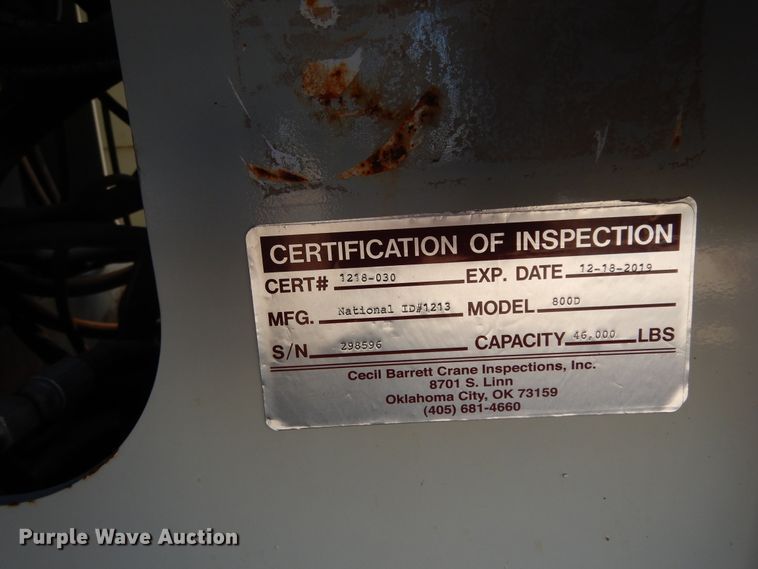 CERTIFICATION OF INSPECTION
CERT# 1218-030 EXP. DATE 12-18-2019
MFG. National ID#1213 MODEL 800D
S/N 298596 CAPACITY 46,000 LBS
Cecil Barrett Crane Inspections, Inc.
8701 S. Linn
Oklahoma City, OK 73159
(405) 681-4660
Purple Wave Auction